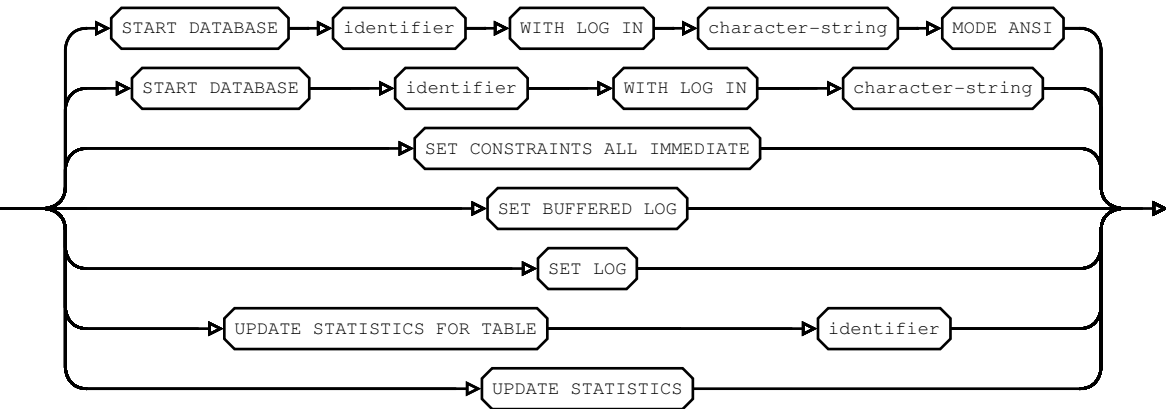 START DATABASE identifier WITH LOG IN character-string MODE ANSI
START DATABASE identifier WITH LOG IN character-string
SET CONSTRAINTS ALL IMMEDIATE
SET BUFFERED LOG
SET LOG
UPDATE STATISTICS FOR TABLE identifier
UPDATE STATISTICS